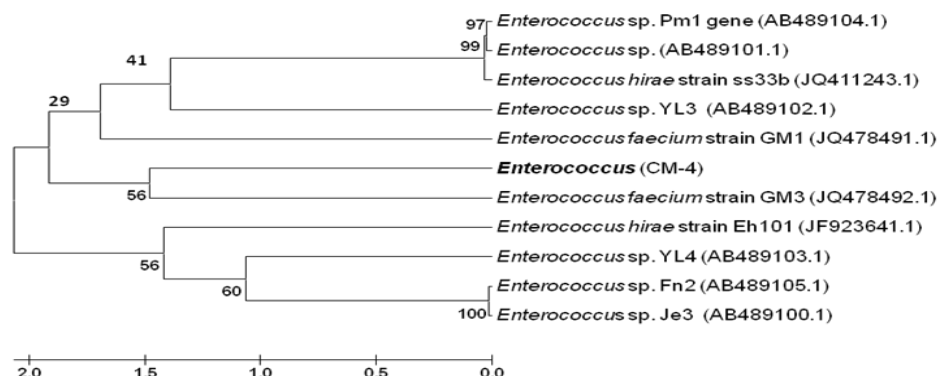 97
Enterococcus sp. Pm1 gene (AB489104.1)
99
Enterococcus sp. (AB489101.1)
41
Enterococcus hirae strain ss33b (JQ411243.1)
29
Enterococcus sp. YL3 (AB489102.1)
Enterococcus faecium strain GM1 (JQ478491.1)
Enterococcus (CM-4)
56
Enterococcus faecium strain GM3 (JQ478492.1)
Enterococcus hirae strain Eh101 (JF923641.1)
56
Enterococcus sp. YL4 (AB489103.1)
60
Enterococcus sp. Fn2 (AB489105.1)
100
Enterococcus sp. Je3 (AB489100.1)
2.0 1.5 1.0 0.5 0.0